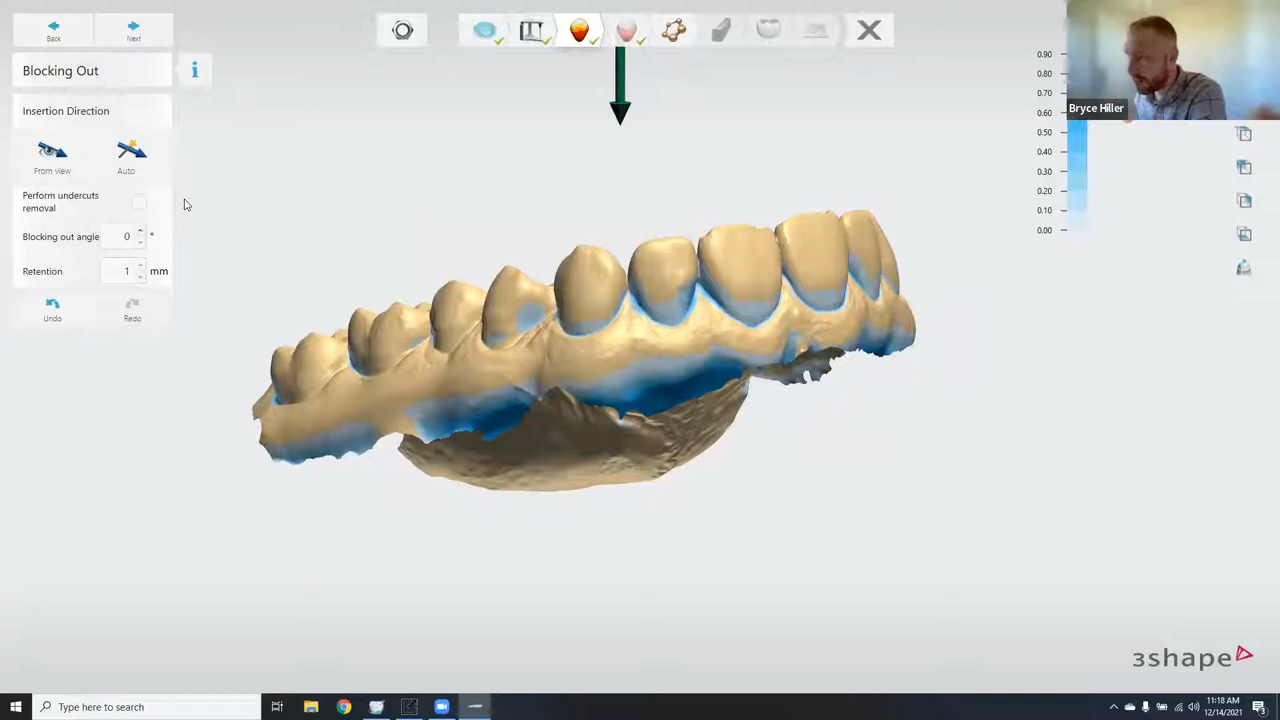 Back
Next
Blocking Out
i
Insertion Direction
From view
Auto
Perform undercuts
removal
Blocking out angle 0 °
Retention 1 mm
Undo
Redo
0.90
0.80
0.70
0.60
0.50
0.40
0.30
0.20
0.10
0.00
Bryce Hiller
3shape
Type here to search
11:18 AM
12/14/2021
3